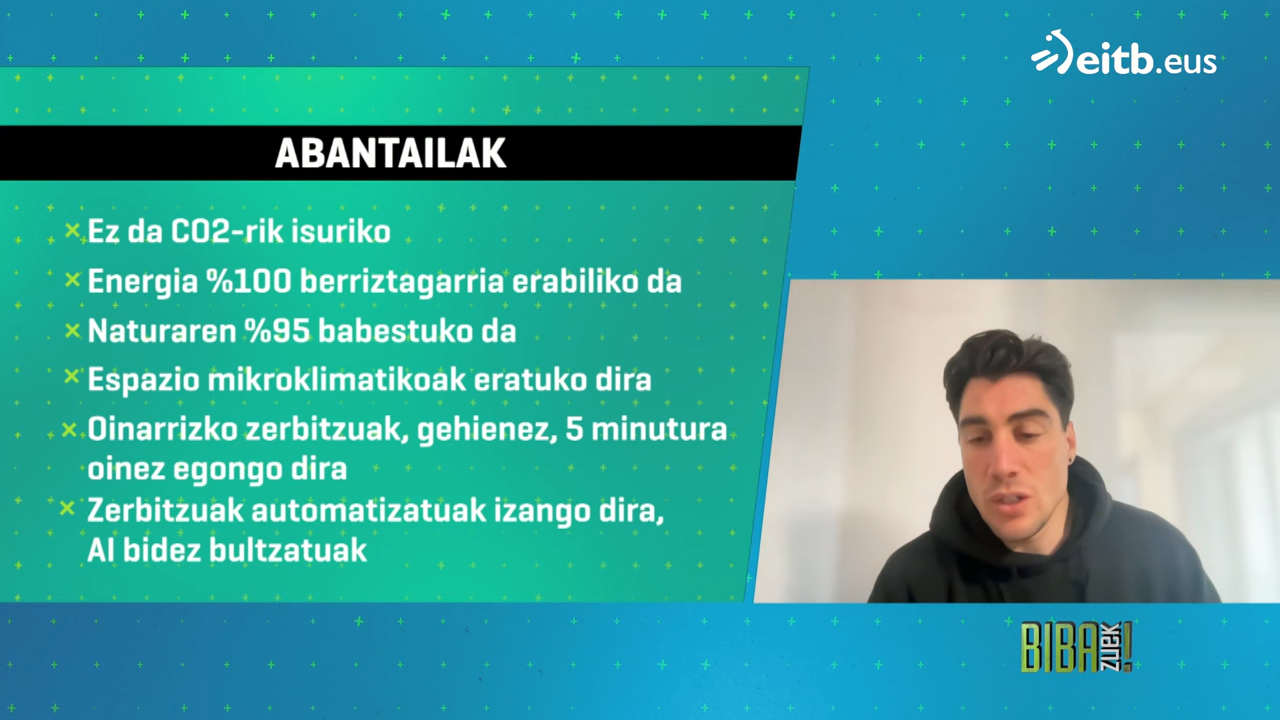 eitb.eus
ABANTAILAK
Ez da CO2-rik isuriko
Energia %100 berriztagarria erabiliko da
Naturaren %95 babestuko da
Espazio mikroklimatikoak eratuko dira
Oinarrizko zerbitzuak, gehienez, 5 minutura
oinez egongo dira
Zerbitzuak automatizatuak izango dira,
AI bidez bultzatuak
BIBA ZUEK!